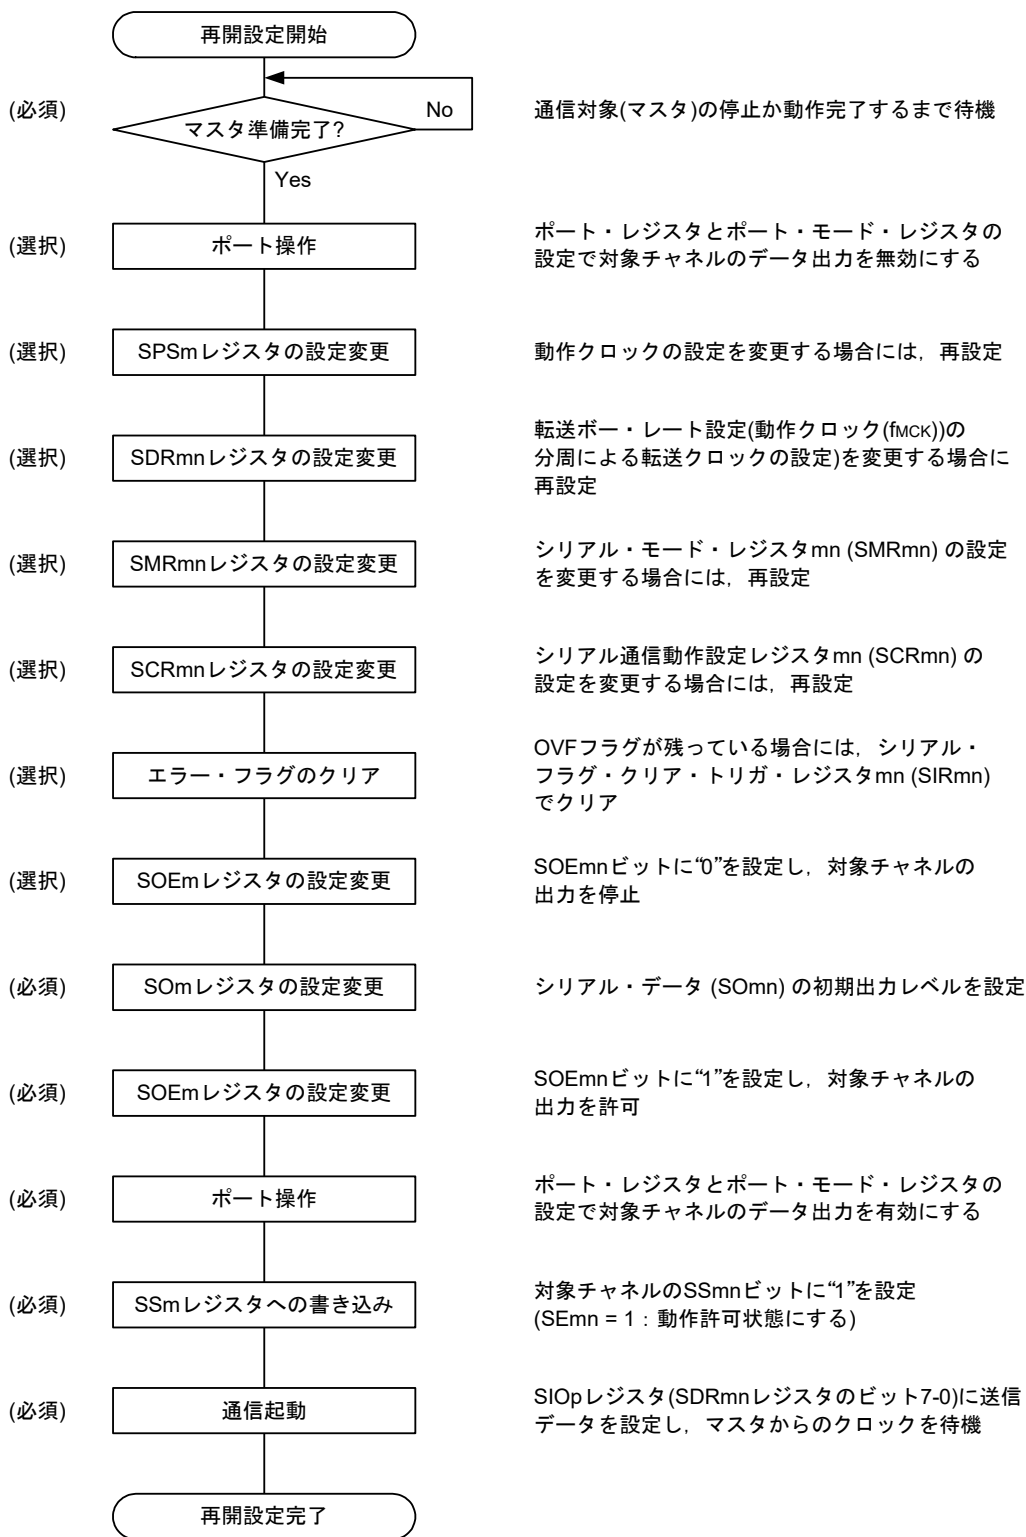 再開設定開始
(必須)
マスタ準備完了?
No
通信対象(マスタ)の停止か動作完了するまで待機
Yes
(選択)
ポート操作
ポート・レジスタとポート・モード・レジスタの
設定で対象チャネルのデータ出力を無効にする
(選択)
SPSmレジスタの設定変更
動作クロックの設定を変更する場合には，再設定
(選択)
SDRmnレジスタの設定変更
転送ボー・レート設定(動作クロック(fMCK))の
分周による転送クロックの設定)を変更する場合に
再設定
(選択)
SMRmnレジスタの設定変更
シリアル・モード・レジスタmn (SMRmn) の設定
を変更する場合には，再設定
(選択)
SCRmnレジスタの設定変更
シリアル通信動作設定レジスタmn (SCRmn) の
設定を変更する場合には，再設定
(選択)
エラー・フラグのクリア
OVFフラグが残っている場合には，シリアル・
フラグ・クリア・トリガ・レジスタmn (SIRmn)
でクリア
(選択)
SOEmレジスタの設定変更
SOEmnビットに“0”を設定し，対象チャネルの
出力を停止
(必須)
SOmレジスタの設定変更
シリアル・データ (SOmn) の初期出力レベルを設定
(必須)
SOEmレジスタの設定変更
SOEmnビットに“1”を設定し，対象チャネルの
出力を許可
(必須)
ポート操作
ポート・レジスタとポート・モード・レジスタの
設定で対象チャネルのデータ出力を有効にする
(必須)
SSmレジスタへの書き込み
対象チャネルのSSmnビットに“1”を設定
(SEmn = 1：動作許可状態にする)
(必須)
通信起動
SIOpレジスタ(SDRmnレジスタのビット7-0)に送信
データを設定し，マスタからのクロックを待機
再開設定完了